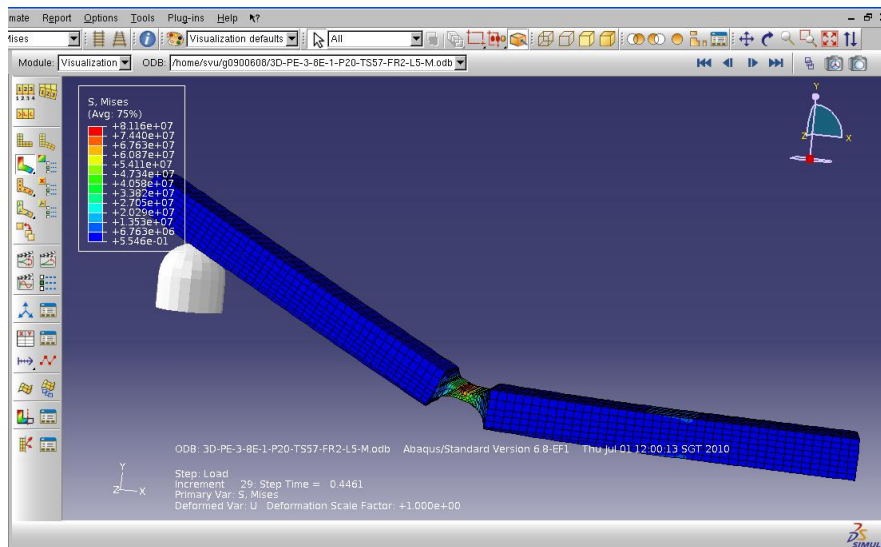 mate Report Options Tools Plug-ins Help
Mises Visualization defaults All
Module: Visualization ODB: /home/svu/g0900608/3D-PE-3-8E-1-P20-TS57-FR2-L5-M.odb
S, Mises
(Avg: 75%)
+8.116e+07
+7.440e+07
+6.763e+07
+6.087e+07
+5.411e+07
+4.734e+07
+4.058e+07
+3.382e+07
+2.705e+07
+2.029e+07
+1.353e+07
+6.763e+06
+5.546e-01
Y
Z X
ODB: 3D-PE-3-8E-1-P20-TS57-FR2-L5-M.odb Abaqus/Standard Version 6.8-EF1 Thu Jul 01 12:00:13 SGT 2010
Y
Z X
Step: Load
Increment 29: Step Time = 0.4461
Primary Var: S, Mises
Deformed Var: U Deformation Scale Factor: +1.000e+00
SIMUL